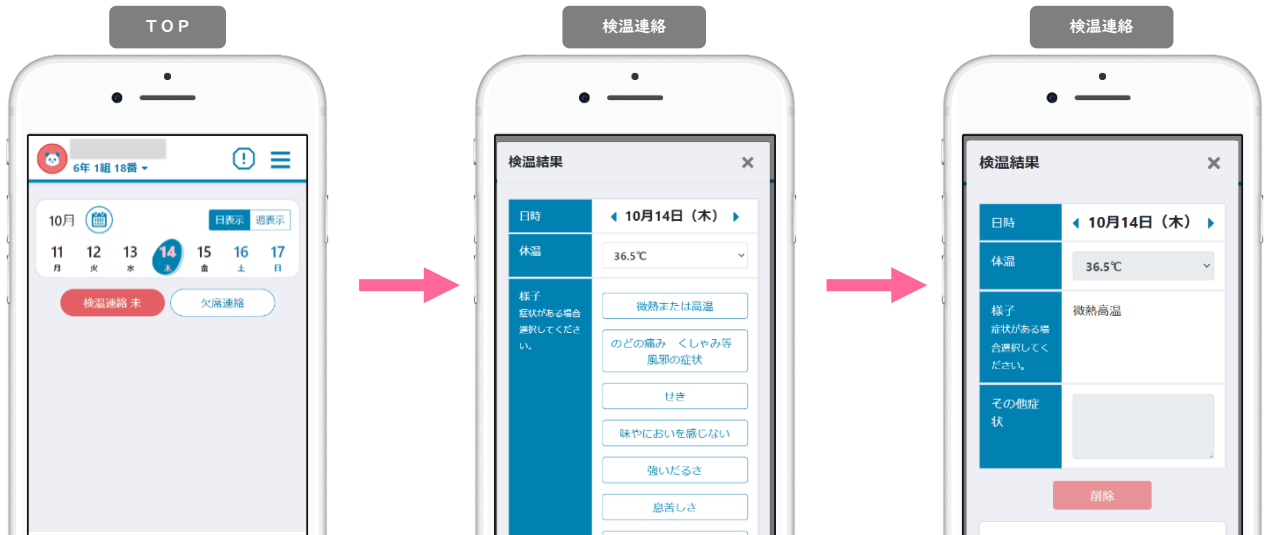 TOP
6年 1組 18番
10月
日表示 週表示
11 12 13 14 15 16 17
月 火 水 木 金 土 日
検温連絡 未 欠席連絡
検温連絡
検温結果 ×
日時 10月14日（木）
体温 36.5℃
様子
症状がある場合
選択してくださ
い。
微熱または高温
のどの痛み　くしゃみ等
風邪の症状
せき
味やにおいを感じない
強いだるさ
息苦しさ
検温連絡
検温結果 ×
日時 10月14日（木）
体温 36.5℃
様子 微熱高温
症状がある場
合選択してく
ださい。
その他症
状
削除